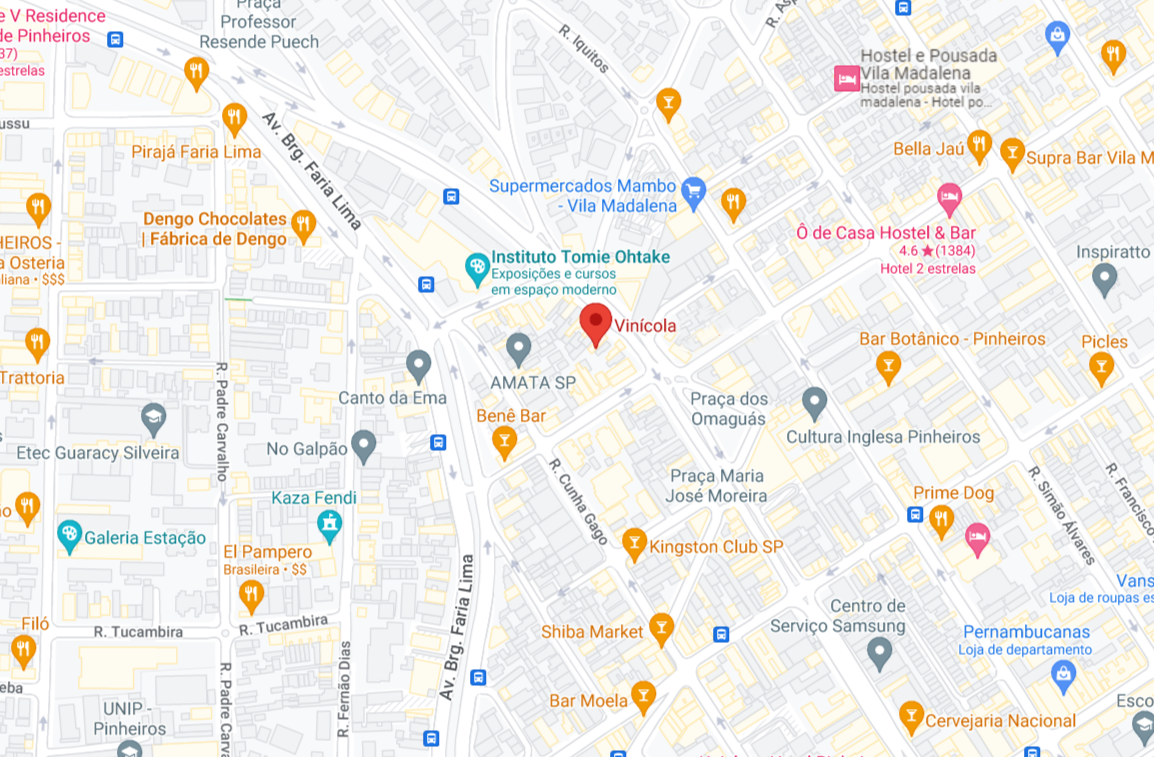 e V Residence
de Pinheiros
37)
estrelas
Praça
Professor
Resende Puech
R. Iquitos
R. Asp
Hostel e Pousada
Vila Madalena
Hostel pousada vila
madalena - Hotel po...
ussu
Pirajá Faria Lima
Av. Brg. Faria Lima
Bella Jaú
Supra Bar Vila M
Supermercados Mambo
- Vila Madalena
Dengo Chocolates
| Fábrica de Dengo
HEIROS -
a Osteria
liana • $$$
Ô de Casa Hostel & Bar
4.6 ★ (1384)
Hotel 2 estrelas
Inspiratto
Instituto Tomie Ohtake
Exposições e cursos
em espaço moderno
Vinícola
Bar Botânico - Pinheiros
Picles
Trattoria
AMATA SP
Canto da Ema
Praça dos
Omaguás
R. Padre Carvalho
Benê Bar
Cultura Inglesa Pinheiros
Etec Guaracy Silveira
No Galpão
R. Cunha Gago
Praça Maria
José Moreira
R. Simão Álvares
R. Francisco
Kaza Fendi
Prime Dog
no
Galeria Estação
El Pampero
Brasileira • $$
Kingston Club SP
Av. Brg. Faria Lima
Vans
Loja de roupas es
Centro de
Serviço Samsung
Filó
R. Tucambira
R. Tucambira
Shiba Market
Pernambucanas
Loja de departamento
R. Fernão Dias
R. Padre Carva
eba
Bar Moela
UNIP -
Pinheiros
Cervejaria Nacional
Esco